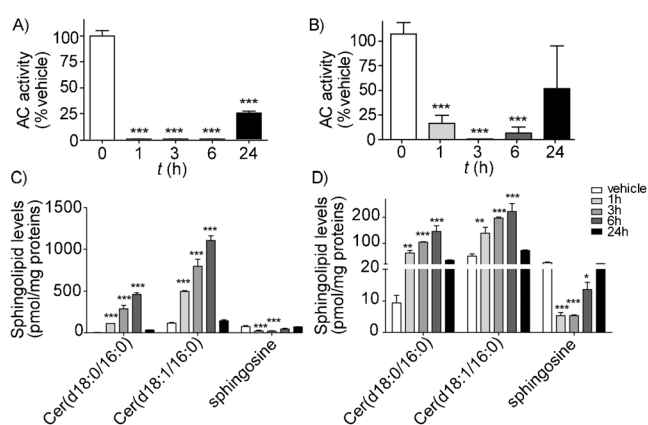 A)
AC activity
(% vehicle)
100
75
50
25
0
***
***
***
***
0 1 3 6 24
t (h)
B)
AC activity
(% vehicle)
100
75
50
25
0
***
***
***
0 1 3 6 24
t (h)
C)
Sphingolipid levels
(pmol/mg proteins)
1500
1000
500
0
***
***
***
***
***
***
***
***
Cer(d18:0/16:0)
Cer(d18:1/16:0)
sphingosine
D)
Sphingolipid levels
(pmol/mg proteins)
200
100
20
10
0
**
***
***
**
***
***
***
***
*
Cer(d18:0/16:0)
Cer(d18:1/16:0)
sphingosine
vehicle
1h
3h
6h
24h